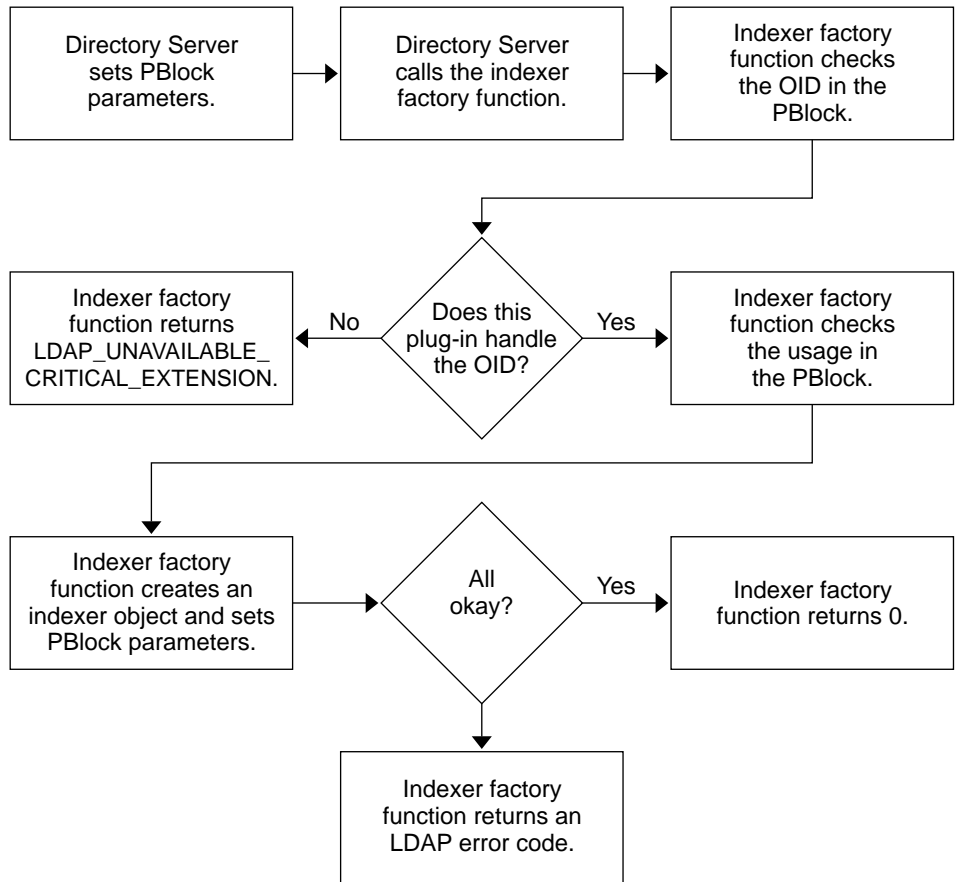 Directory Server
sets PBlock
parameters.
Directory Server
calls the indexer
factory function.
Indexer factory
function checks
the OID in the
PBlock.
Indexer factory
function returns
LDAP_UNAVAILABLE_
CRITICAL_EXTENSION.
No
Does this
plug-in handle
the OID?
Yes
Indexer factory
function checks
the usage in
the PBlock.
Indexer factory
function creates an
indexer object and sets
PBlock parameters.
All
okay?
Yes
Indexer factory
function returns 0.
Indexer factory
function returns an
LDAP error code.